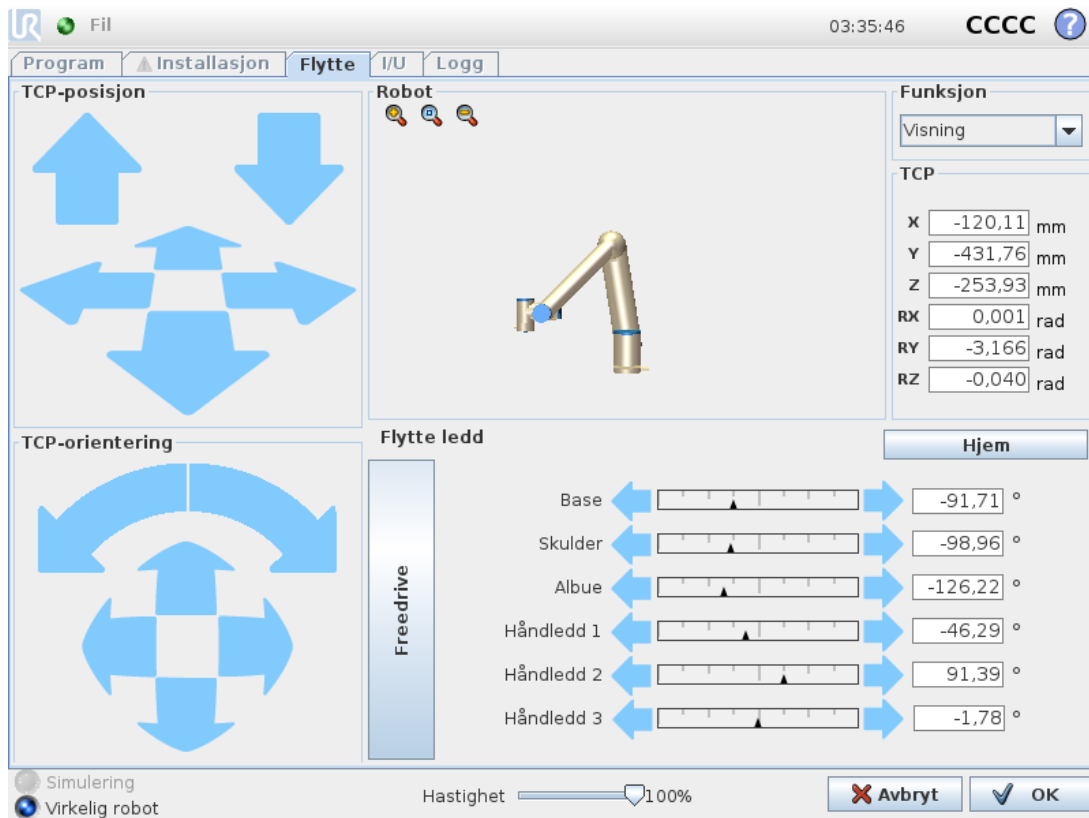 UR Fil 03:35:46 CCCC ?
Program Installasjon Flytte I/U Logg
TCP-posisjon
Robot
Funksjon
Visning
TCP
X -120,11 mm
Y -431,76 mm
Z -253,93 mm
RX 0,001 rad
RY -3,166 rad
RZ -0,040 rad
TCP-orientering
Flytte ledd
Hjem
Freedrive
Base -91,71 °
Skulder -98,96 °
Albue -126,22 °
Håndledd 1 -46,29 °
Håndledd 2 91,39 °
Håndledd 3 -1,78 °
Simulering
Virkelig robot
Hastighet 100%
Avbryt OK